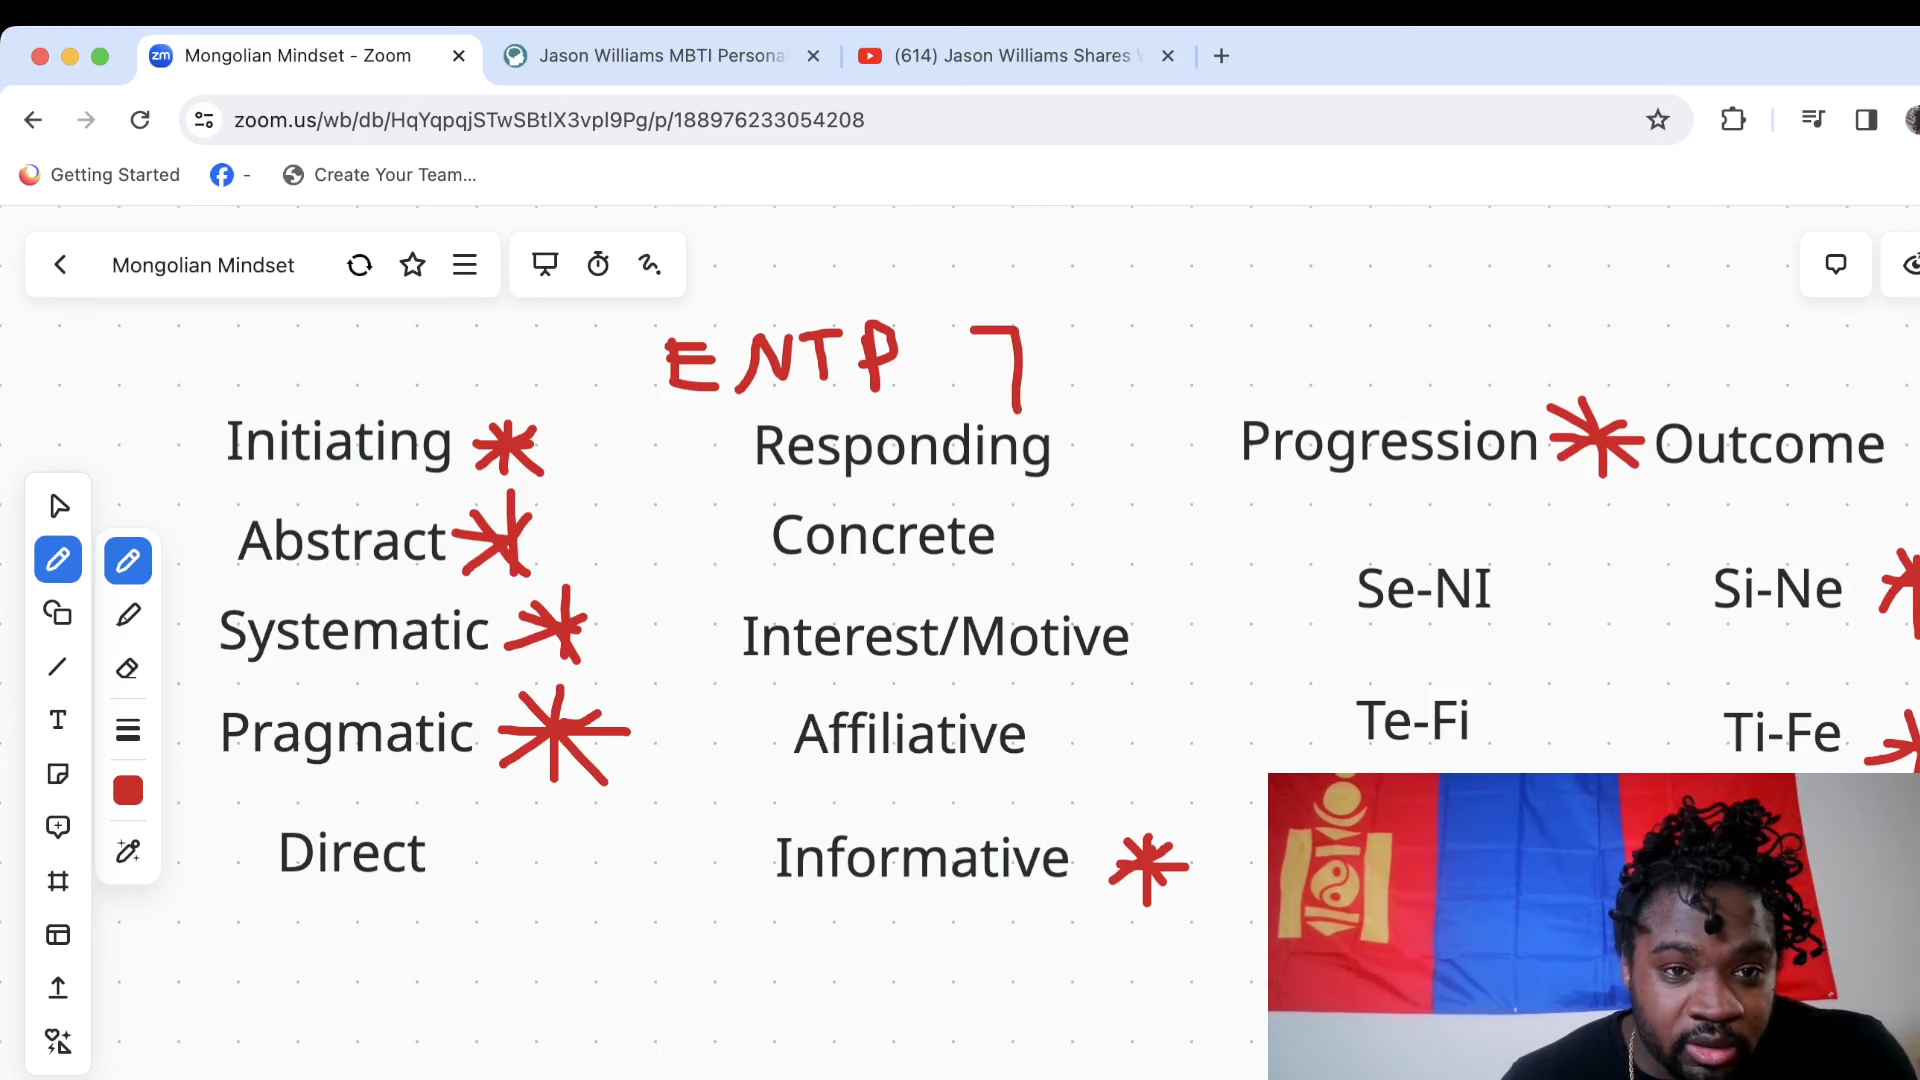 Mongolian Mindset - Zoom
Jason Williams MBTI Persona
(614) Jason Williams Shares
zoom.us/wb/db/HqYqpqjSTwSBtlX3vpl9Pg/p/188976233054208
Getting Started
-
Create Your Team...
Mongolian Mindset
ENTP 7
Initiating
Responding
Progression
Outcome
Abstract
Concrete
Se-NI
Si-Ne
Systematic
Interest/Motive
Te-Fi
Ti-Fe
Pragmatic
Affiliative
Direct
Informative